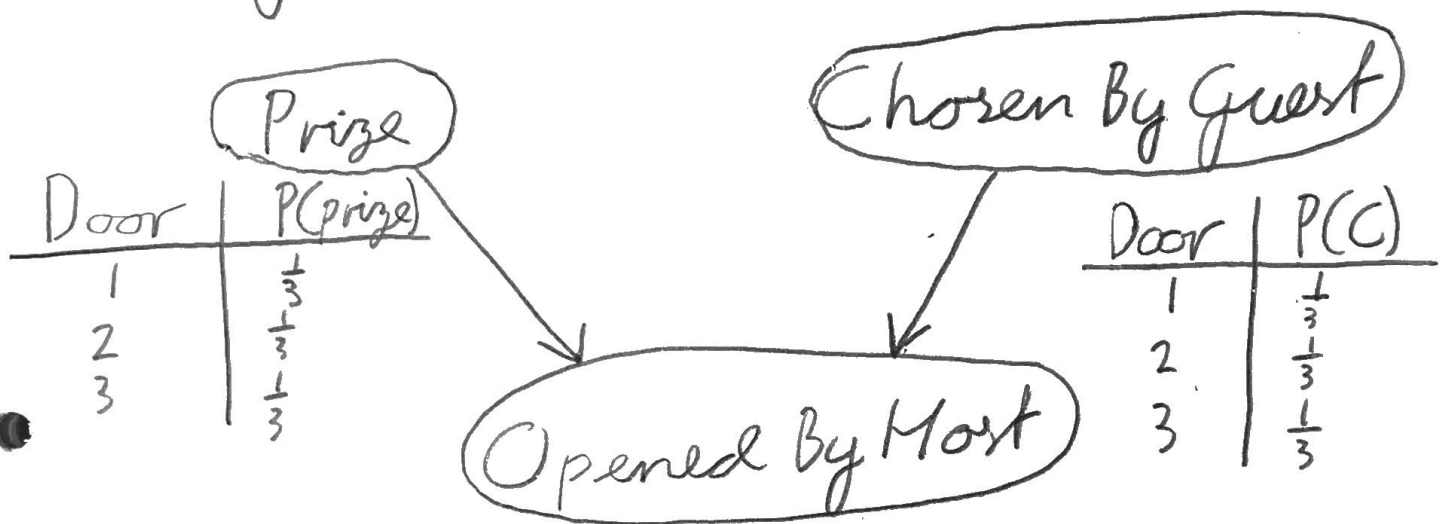 Prize
Chosen By Guest
Door P(prize)
1 1/3
2 1/3
3 1/3
Door P(C)
1 1/3
2 1/3
3 1/3
Opened By Host